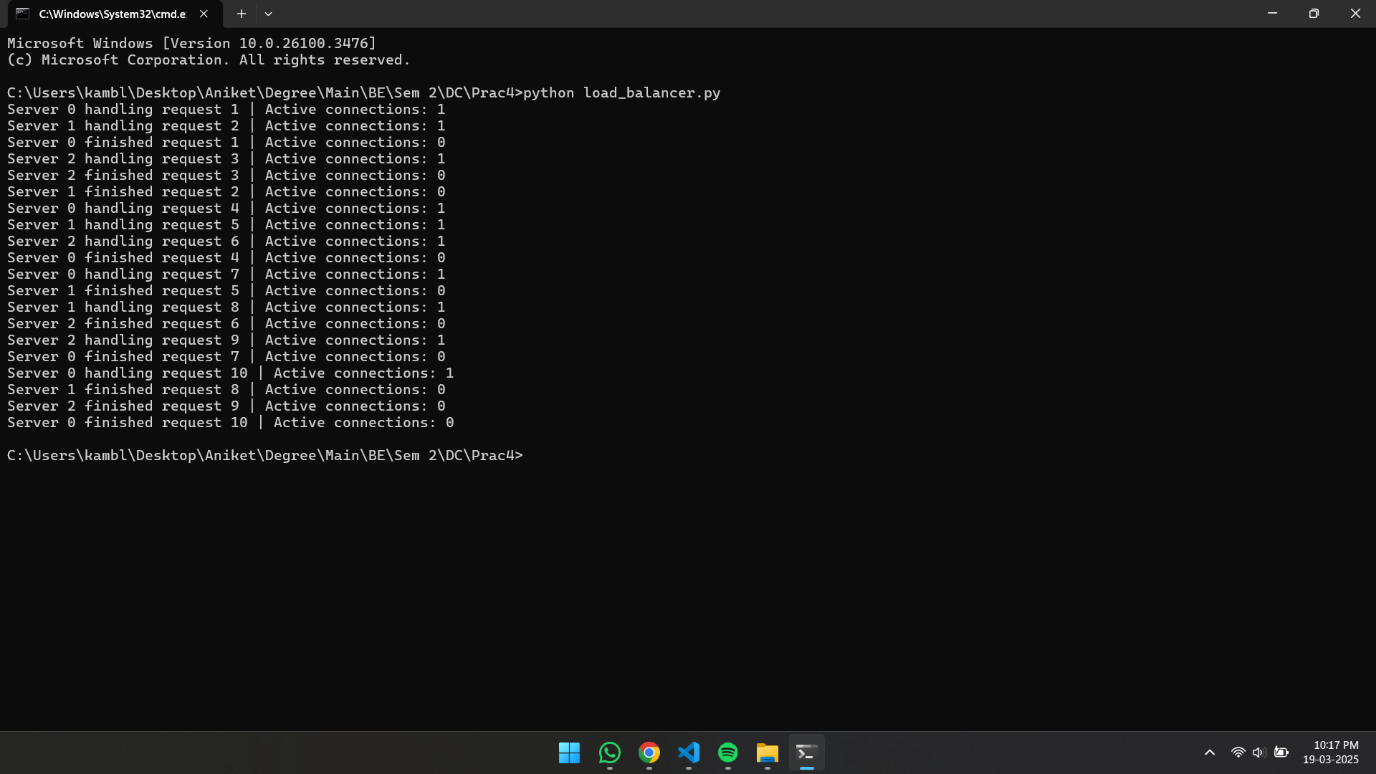 C:\Windows\System32\cmd.e
Microsoft Windows [Version 10.0.26100.3476]
(c) Microsoft Corporation. All rights reserved.
C:\Users\kambl\Desktop\Aniket\Degree\Main\BE\Sem 2\DC\Prac4>python load_balancer.py
Server 0 handling request 1 | Active connections: 1
Server 1 handling request 2 | Active connections: 1
Server 0 finished request 1 | Active connections: 0
Server 2 handling request 3 | Active connections: 1
Server 2 finished request 3 | Active connections: 0
Server 1 finished request 2 | Active connections: 0
Server 0 handling request 4 | Active connections: 1
Server 1 handling request 5 | Active connections: 1
Server 2 handling request 6 | Active connections: 1
Server 0 finished request 4 | Active connections: 0
Server 0 handling request 7 | Active connections: 1
Server 1 finished request 5 | Active connections: 0
Server 1 handling request 8 | Active connections: 1
Server 2 finished request 6 | Active connections: 0
Server 2 handling request 9 | Active connections: 1
Server 0 finished request 7 | Active connections: 0
Server 0 handling request 10 | Active connections: 1
Server 1 finished request 8 | Active connections: 0
Server 2 finished request 9 | Active connections: 0
Server 0 finished request 10 | Active connections: 0
C:\Users\kambl\Desktop\Aniket\Degree\Main\BE\Sem 2\DC\Prac4>
10:17 PM
19-03-2025